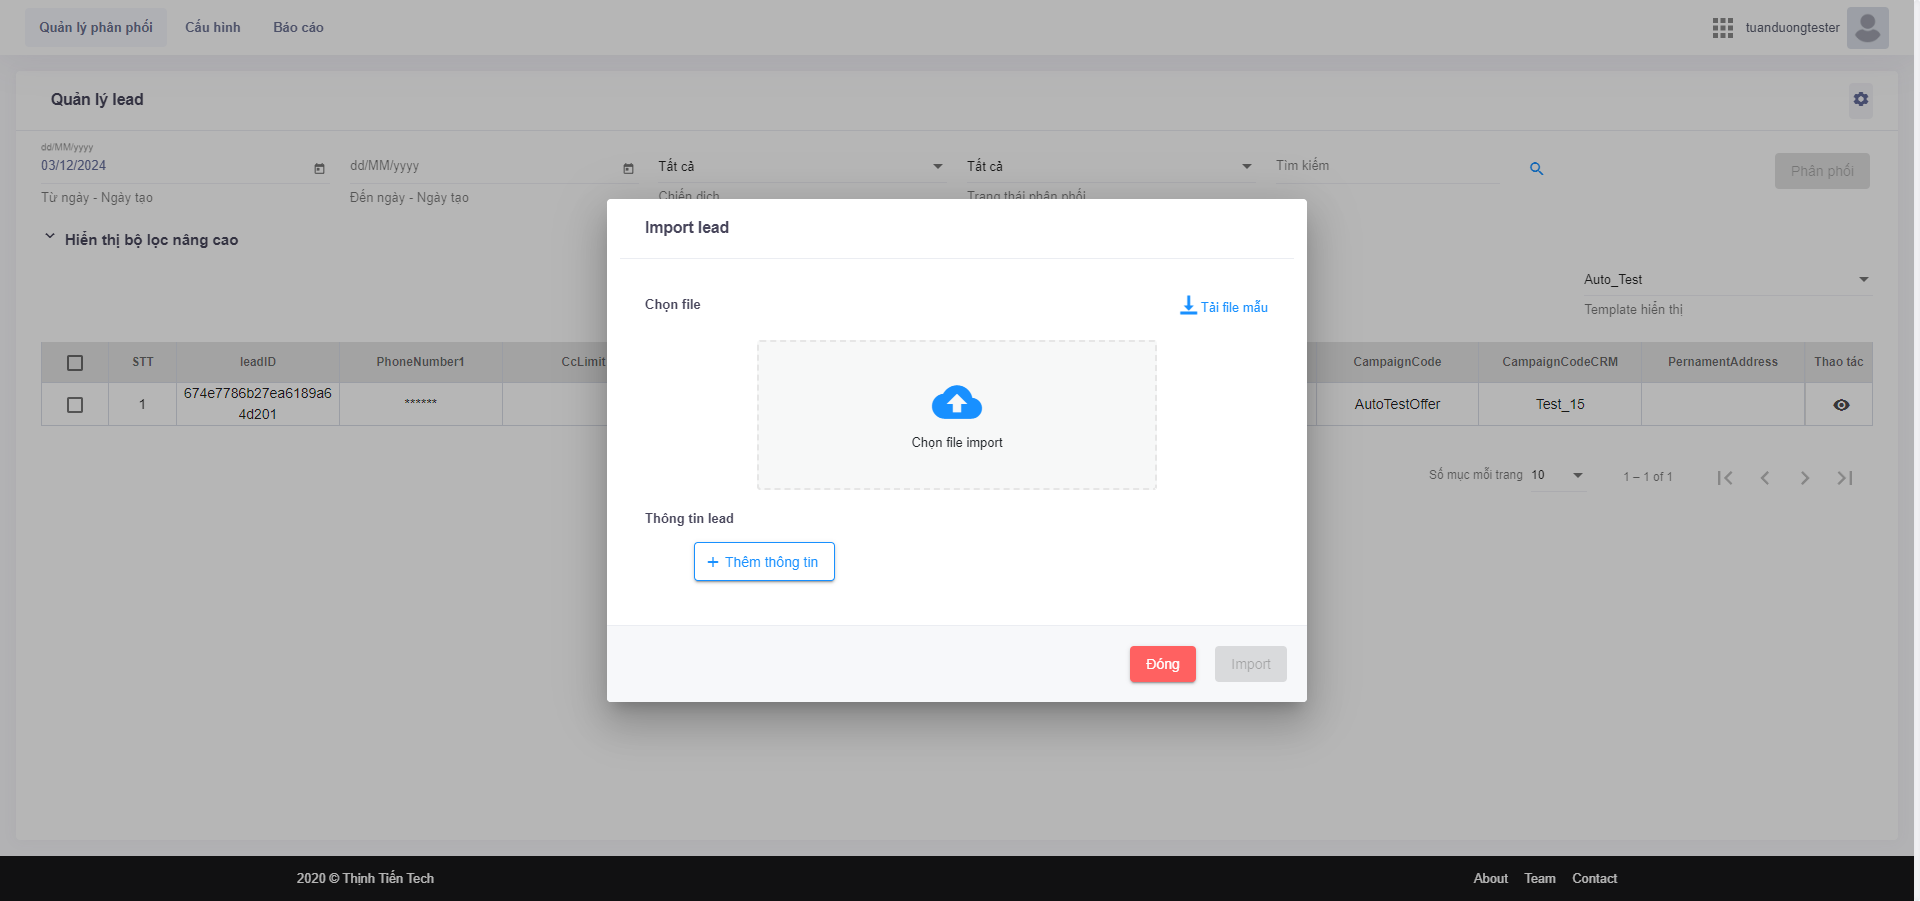 Quản lý phân phối Cấu hình Báo cáo tuanduongtester
Quản lý lead
dd/MM/yyyy
03/12/2024 dd/MM/yyyy Tất cả Tất cả Tìm kiếm Phân phối
Từ ngày - Ngày tạo Đến ngày - Ngày tạo Chiến dịch Trạng thái phân phối
Hiển thị bộ lọc nâng cao
Auto_Test
Template hiển thị
STT leadID PhoneNumber1 CcLimit CampaignCode CampaignCodeCRM PernamentAddress Thao tác
1 674e7786b27ea6189a6 ****** AutoTestOffer Test_15
4d201
Số mục mỗi trang 10 1 – 1 of 1
Import lead
Chọn file Tải file mẫu
Chọn file import
Thông tin lead
+ Thêm thông tin
Đóng Import
2020 © Thịnh Tiến Tech About Team Contact